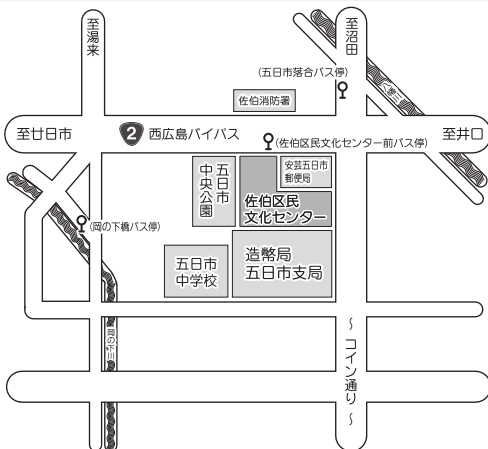 至湯来
至沼田
(五日市落合バス停)
八幡川
佐伯消防署
至廿日市
2
西広島バイパス
(佐伯区民文化センター前バス停)
至井口
五日市
中央公園
安芸五日市
郵便局
佐伯区民
文化センター
(岡の下橋バス停)
五日市
中学校
造幣局
五日市支局
岡の下川
～コイン通り～